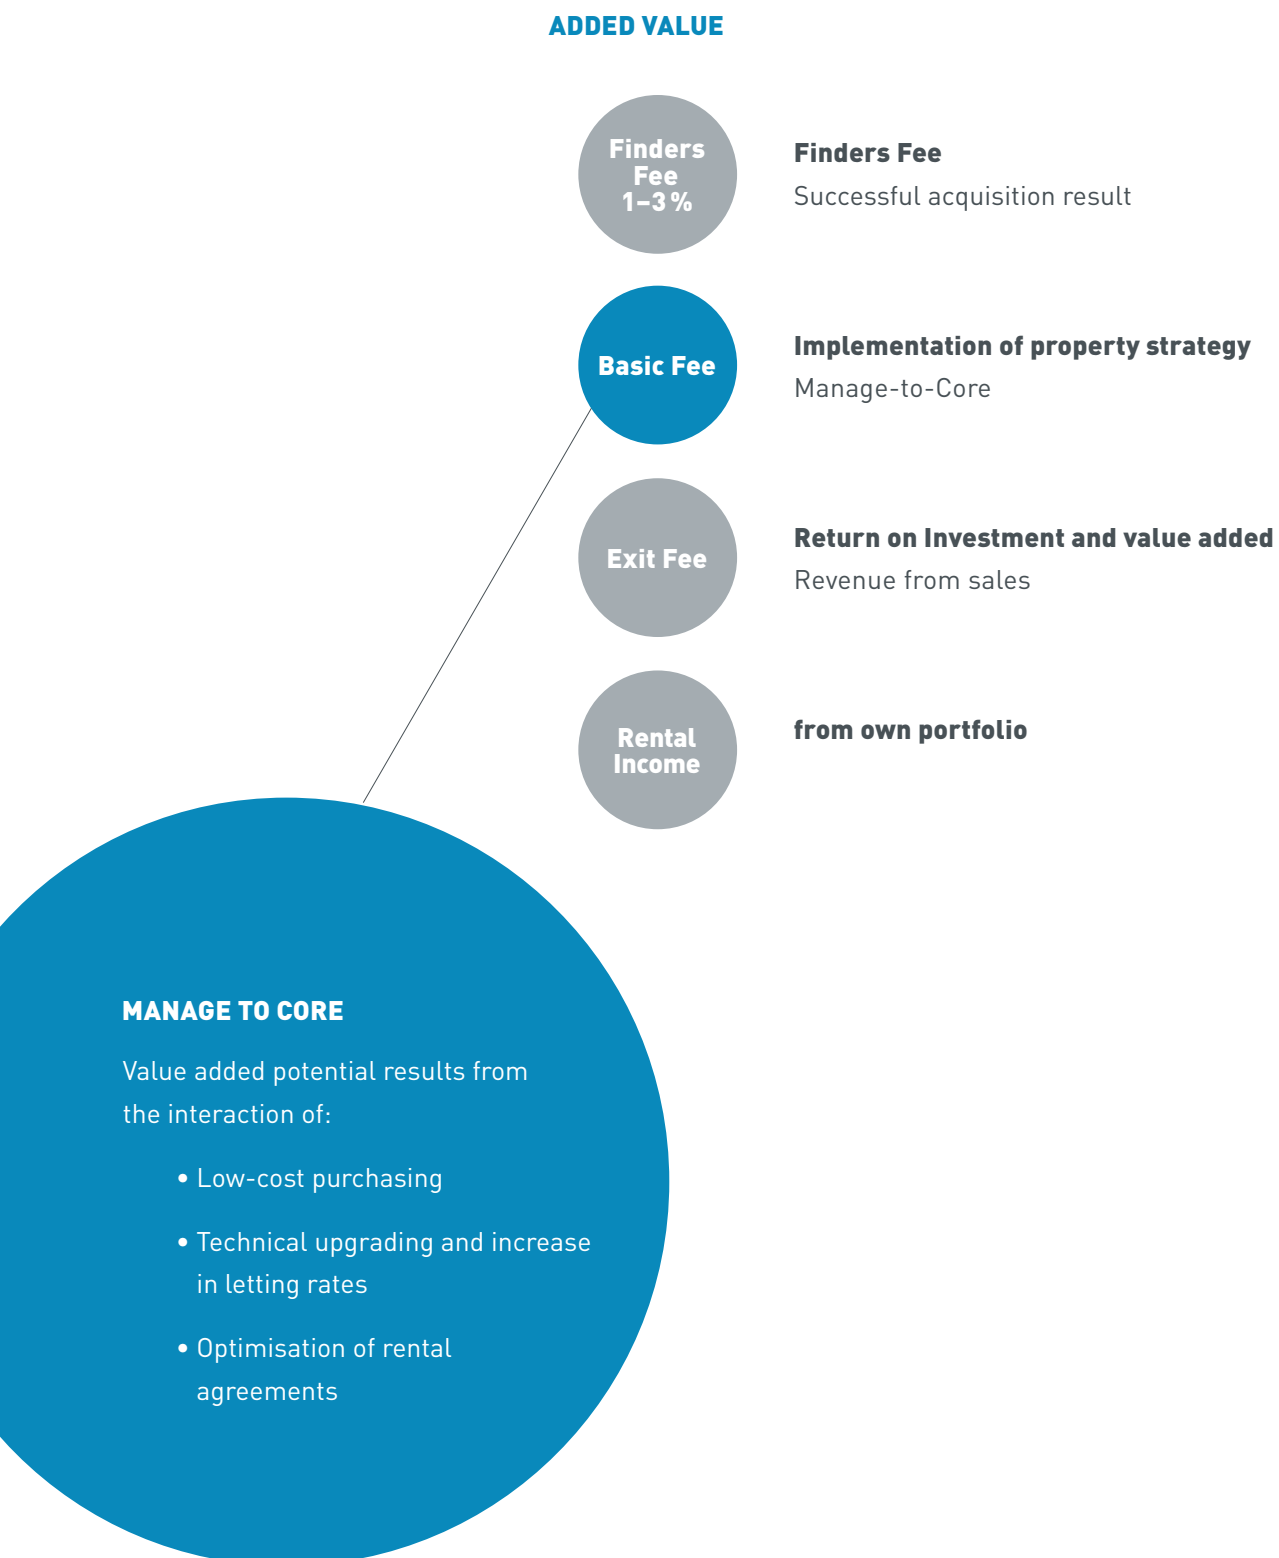 ADDED VALUE
Finders
Fee
1–3 %
Finders Fee
Successful acquisition result
Basic Fee
Implementation of property strategy
Manage-to-Core
Exit Fee
Return on Investment and value added
Revenue from sales
Rental
Income
from own portfolio
MANAGE TO CORE
Value added potential results from
the interaction of:
• Low-cost purchasing
• Technical upgrading and increase
in letting rates
• Optimisation of rental
agreements